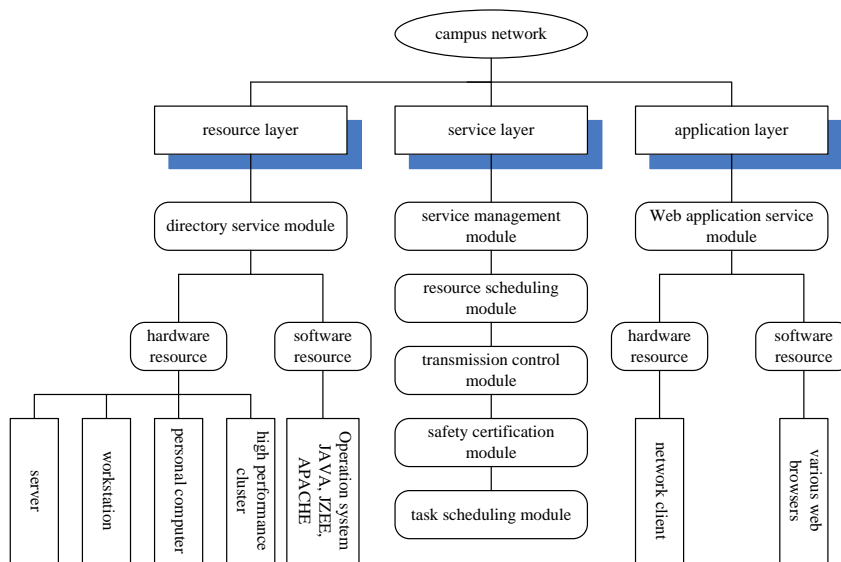 campus network
resource layer
service layer
application layer
directory service module
service management
module
Web application service
module
resource scheduling
module
hardware
resource
software
resource
transmission control
module
hardware
resource
software
resource
safety certification
module
task scheduling module
server
workstation
personal computer
high performance
cluster
Operation system
JAVA, JZEE,
APACHE
network client
various web
browsers